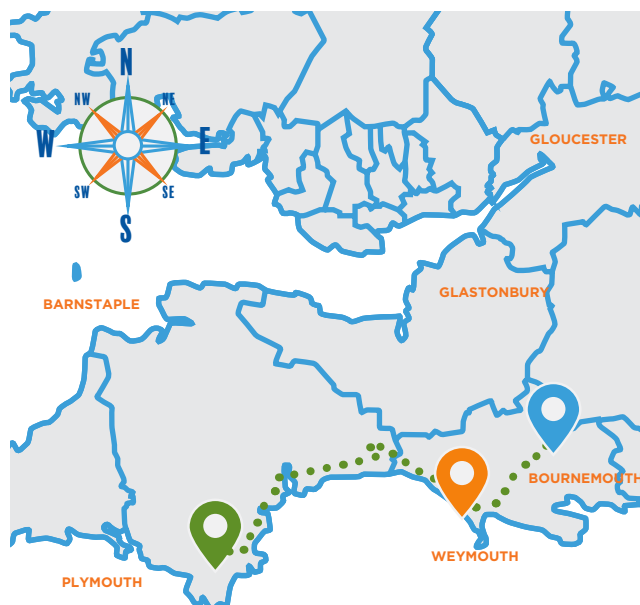 N
NW NE
W E
SW SE
S
GLOUCESTER
BARNSTAPLE
GLASTONBURY
BOURNEMOUTH
WEYMOUTH
PLYMOUTH